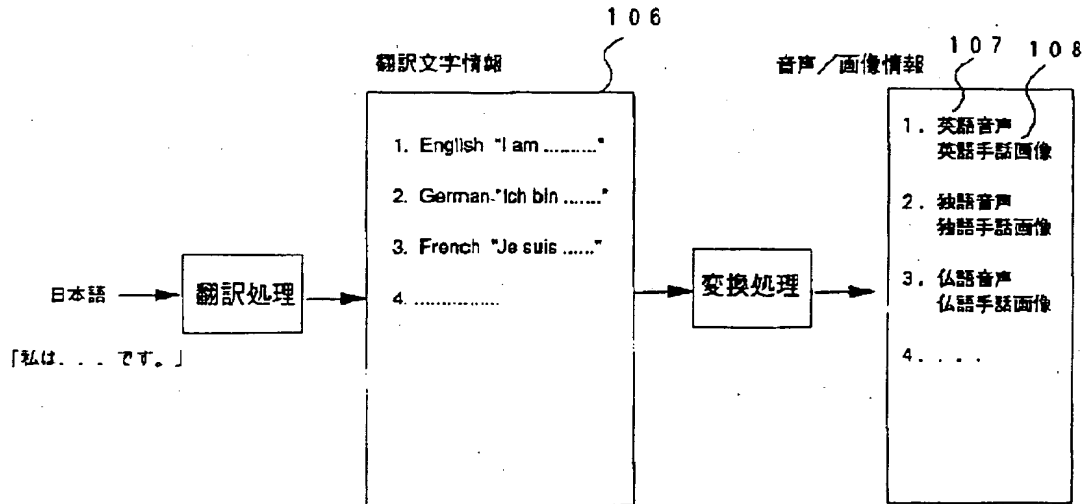 106
翻訳文字情報
1. English "I am .........."
2. German-"Ich bin ......."
3. French "Je suis ......"
4. ................
音声／画像情報
107
108
1. 英語音声
英語手話画像
2. 独語音声
独語手話画像
3. 仏語音声
仏語手話画像
4. . . .
日本語
翻訳処理
変換処理
「私は. . . です。」